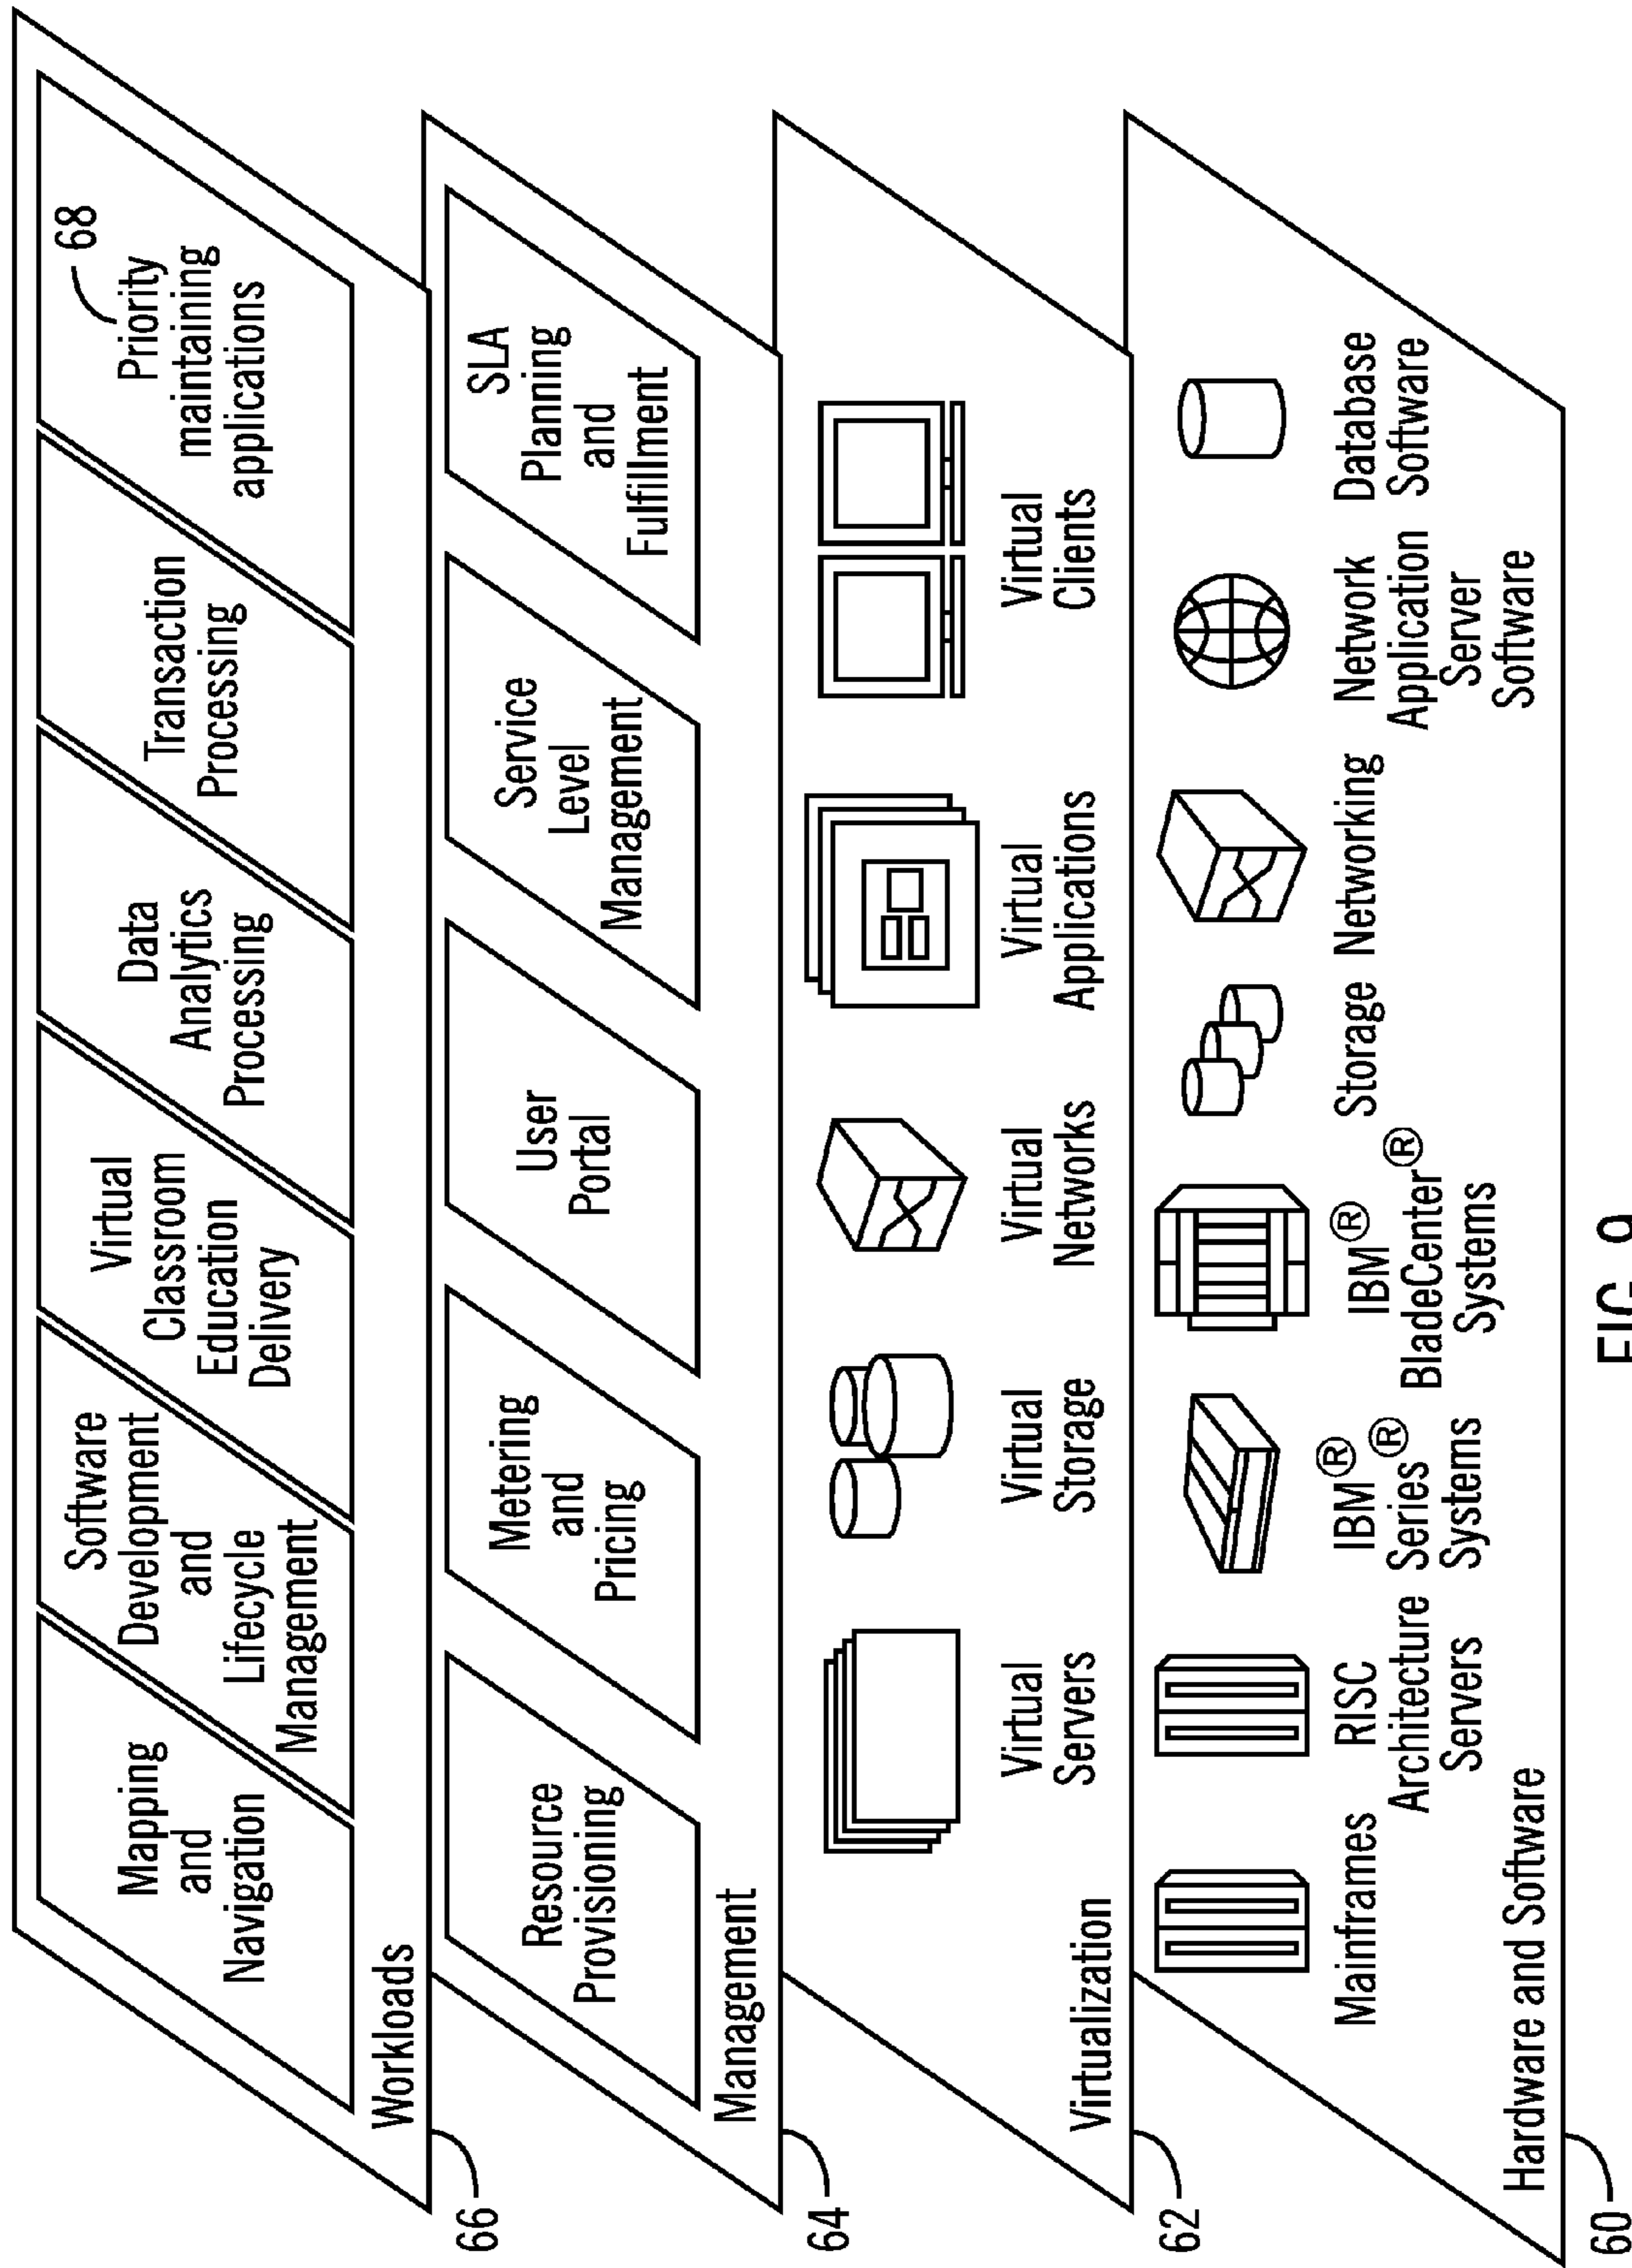 68
Mapping
and
Navigation
Software
Development
and
Lifecycle
Management
Virtual
Classroom
Education
Delivery
Data
Analytics
Processing
Transaction
Processing
Priority
maintaining
applications
Workloads
66
Resource
Provisioning
Metering
and
Pricing
User
Portal
Service
Level
Management
SLA
Planning
and
Fulfillment
Management
64
Virtual
Servers
Virtual
Storage
Virtual
Networks
Virtual
Applications
Virtual
Clients
Virtualization
62
Mainframes
RISC
Architecture
Servers
IBM®
Series®
Systems
IBM®
BladeCenter®
Systems
Storage
Networking
Network
Application
Server
Software
Database
Software
Hardware and Software
60